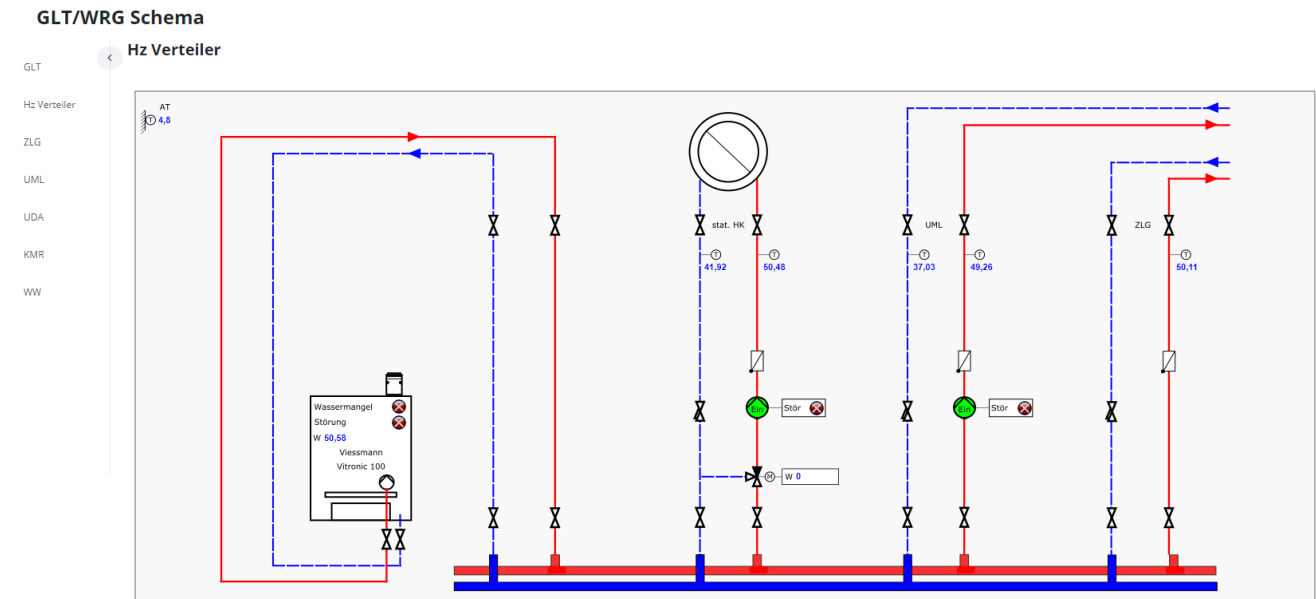 GLT/WRG Schema
Hz Verteiler
GLT
Hz Verteiler
ZLG
UML
UDA
KMR
WW
AT
T 4,8
stat. HK
UML
ZLG
T
T
T
T
T
41,92
50,48
37,03
49,26
50,11
Wassermangel
Störung
W 50,58
Viessmann
Vitronic 100
Ein
Stör
Ein
Stör
M
W 0